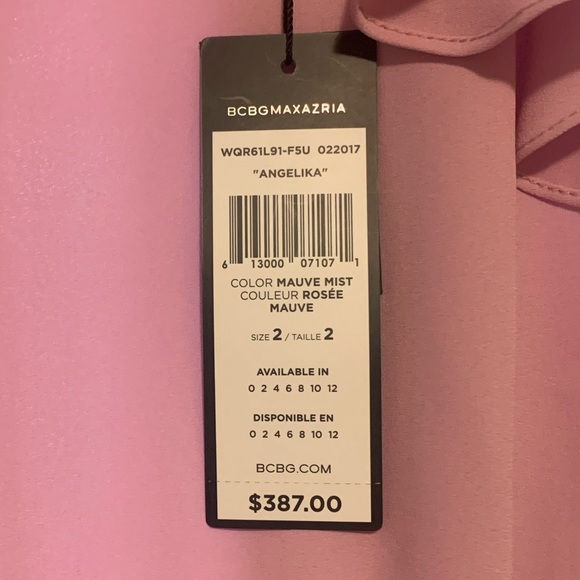 BCBGMAXAZRIA
WQR61L91-F5U 022017
"ANGELIKA"
6 13000 07107 1
COLOR MAUVE MIST
COULEUR ROSÉE
MAUVE
SIZE 2 / TAILLE 2
AVAILABLE IN
0 2 4 6 8 10 12
DISPONIBLE EN
0 2 4 6 8 10 12
BCBG.COM
$387.00